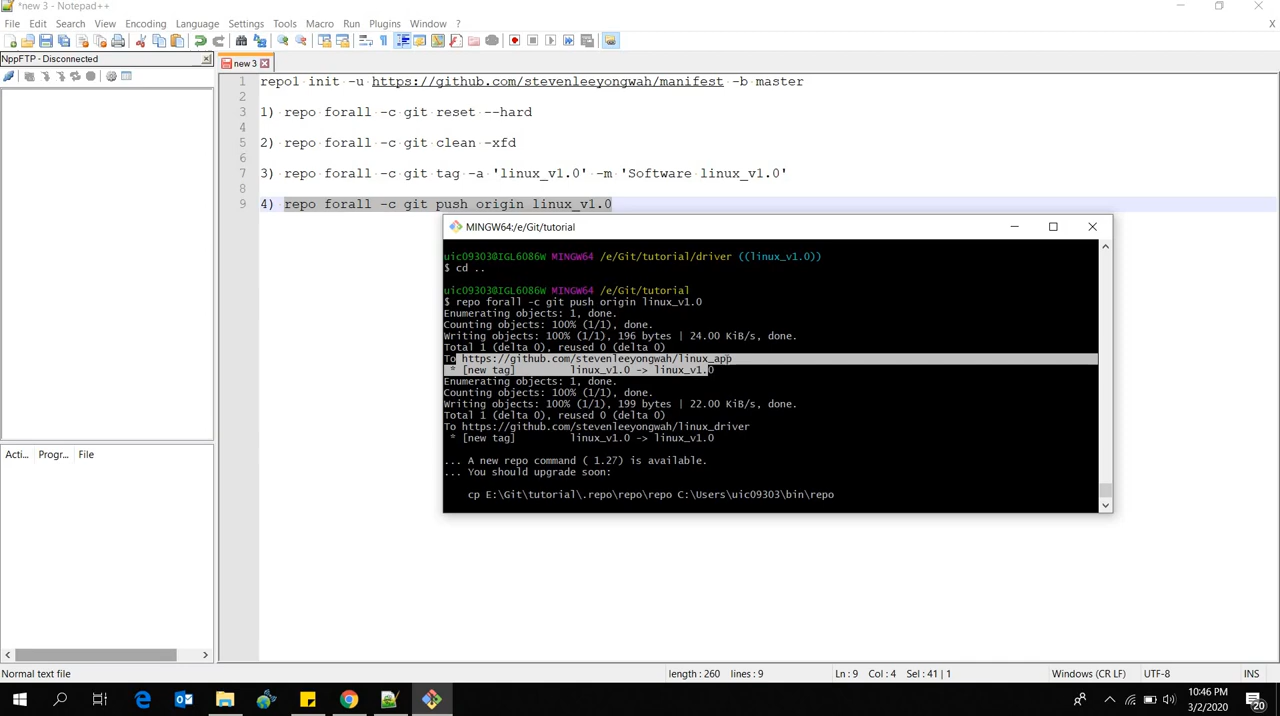 *new 3 - Notepad++
File Edit Search View Encoding Language Settings Tools Macro Run Plugins Window ?
X
NppFTP - Disconnected
new 3
1 repo1 init -u https://github.com/stevenleeyongwah/manifest -b master
2
3 1) repo forall -c git reset --hard
4
5 2) repo forall -c git clean -xfd
6
7 3) repo forall -c git tag -a 'linux_v1.0' -m 'Software linux_v1.0'
8
9 4) repo forall -c git push origin linux_v1.0
MINGW64:/e/Git/tutorial
uic09303@IGL6086W MINGW64 /e/Git/tutorial/driver ((linux_v1.0))
$ cd ..
uic09303@IGL6086W MINGW64 /e/Git/tutorial
$ repo forall -c git push origin linux_v1.0
Enumerating objects: 1, done.
Counting objects: 100% (1/1), done.
Writing objects: 100% (1/1), 196 bytes | 24.00 KiB/s, done.
Total 1 (delta 0), reused 0 (delta 0)
To https://github.com/stevenleeyongwah/linux_app
* [new tag] linux_v1.0 -> linux_v1.0
Enumerating objects: 1, done.
Counting objects: 100% (1/1), done.
Writing objects: 100% (1/1), 199 bytes | 22.00 KiB/s, done.
Total 1 (delta 0), reused 0 (delta 0)
To https://github.com/stevenleeyongwah/linux_driver
* [new tag] linux_v1.0 -> linux_v1.0
... A new repo command ( 1.27) is available.
... You should upgrade soon:
cp E:\Git\tutorial\.repo\repo\repo C:\Users\uic09303\bin\repo
Acti... Progr... File
Normal text file
length : 260 lines : 9
Ln : 9 Col : 4 Sel : 41 | 1
Windows (CR LF)
UTF-8
INS
10:46 PM
3/2/2020
20